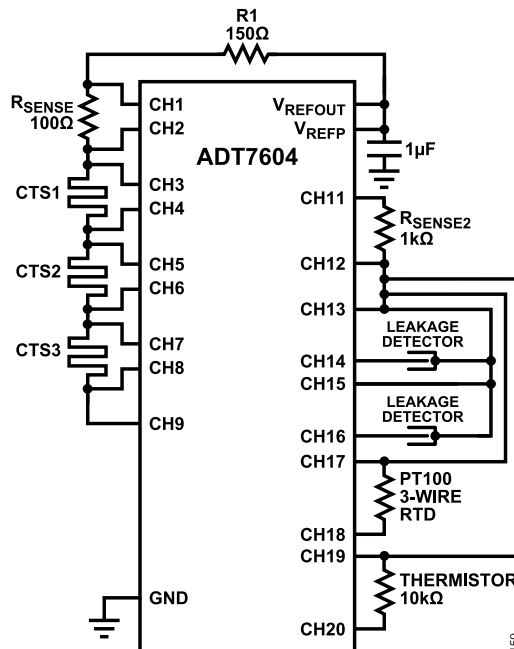 R1
150Ω
RSENSE
100Ω
CH1
CH2
VREFOUT
VREFP
ADT7604
1µF
CTS1
CH3
CH4
CH11
RSENSE2
1kΩ
CTS2
CH5
CH6
CH12
CH13
CTS3
CH7
CH8
LEAKAGE
DETECTOR
CH14
CH15
CH9
LEAKAGE
DETECTOR
CH16
CH17
PT100
3-WIRE
RTD
CH18
CH19
GND
THERMISTOR
10kΩ
CH20